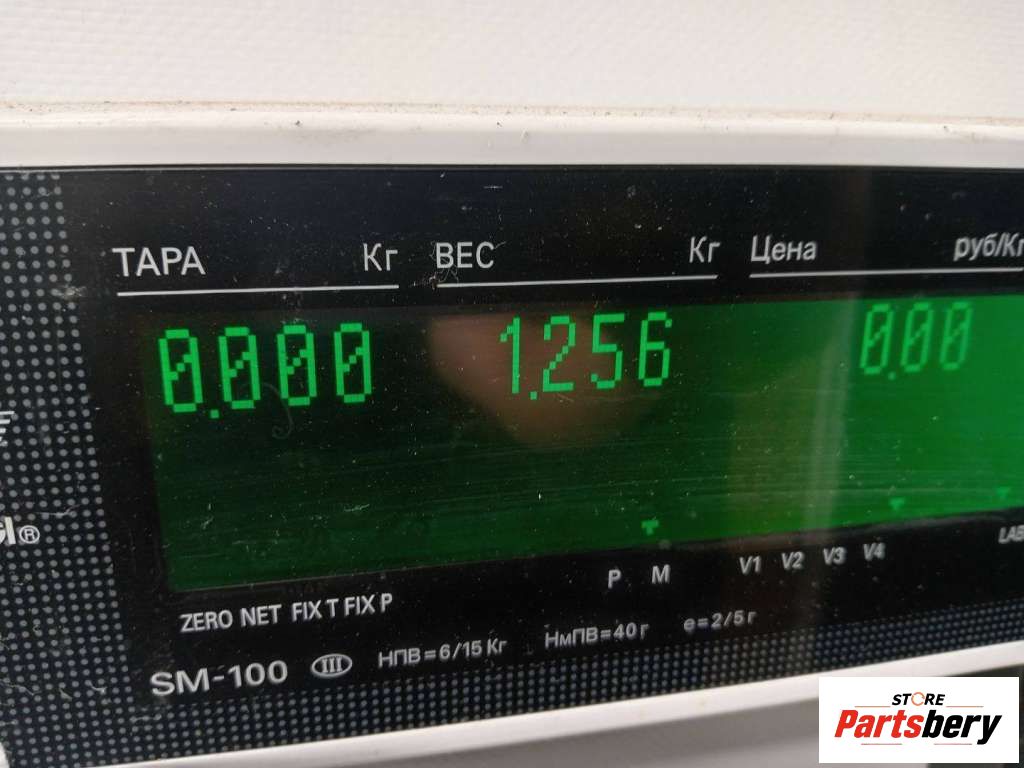 ТАРА Кг ВЕС Кг Цена руб/Кг
0.000 1.256 0.00
P M V1 V2 V3 V4
ZERO NET FIX T FIX P
SM-100 III НПВ=6/15 Кг НмПВ=40 г e=2/5 г
STORE
Partsbery